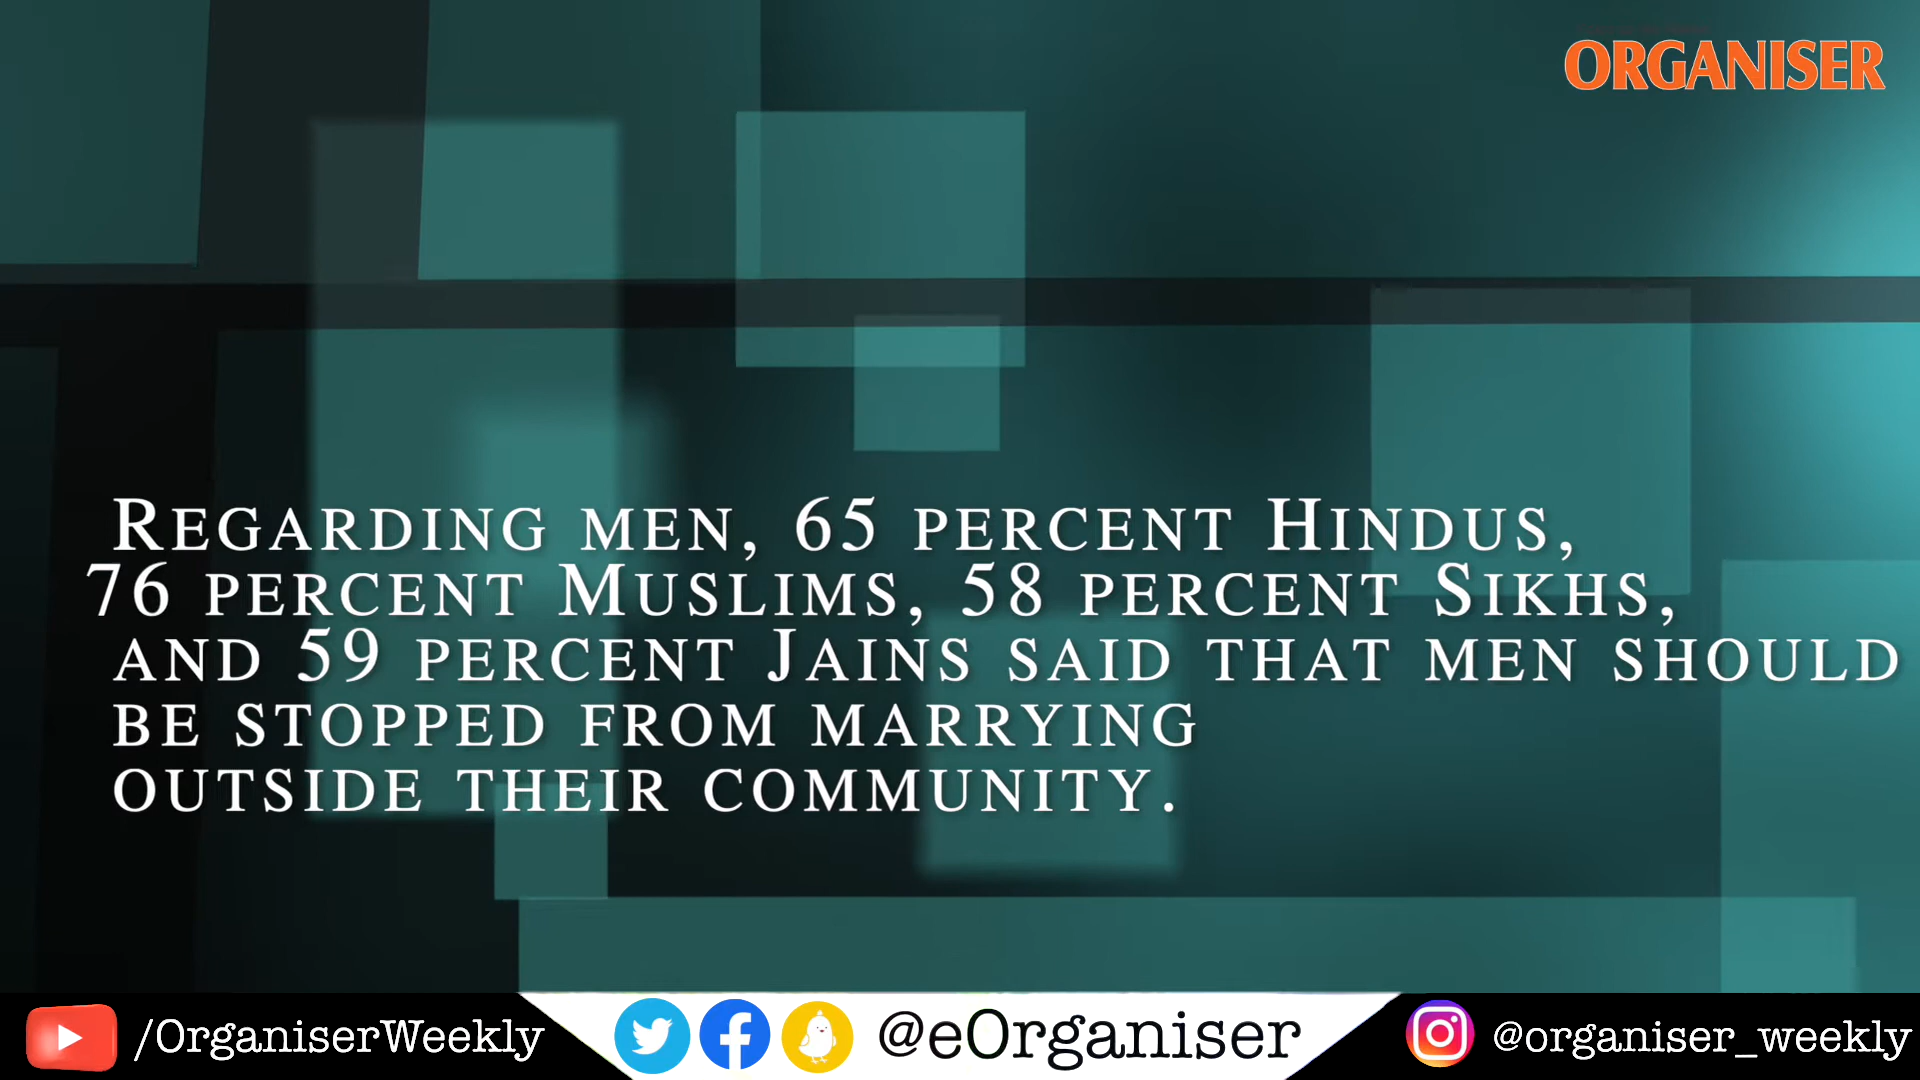 ORGANISER
Regarding men, 65 percent Hindus,
76 percent Muslims, 58 percent Sikhs,
and 59 percent Jains said that men should
be stopped from marrying
outside their community.
/OrganiserWeekly @eOrganiser @organiser_weekly